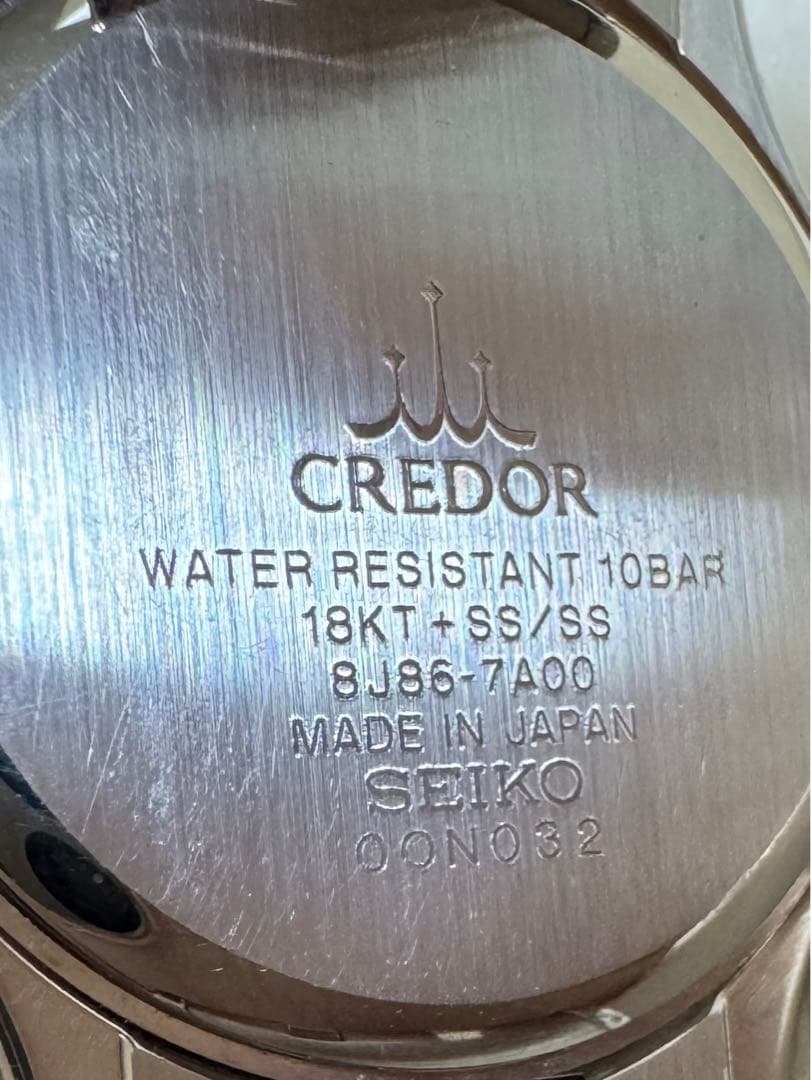 CREDOR
WATER RESISTANT 10BAR
18KT + SS/SS
8J86-7A00
MADE IN JAPAN
SEIKO
00N032